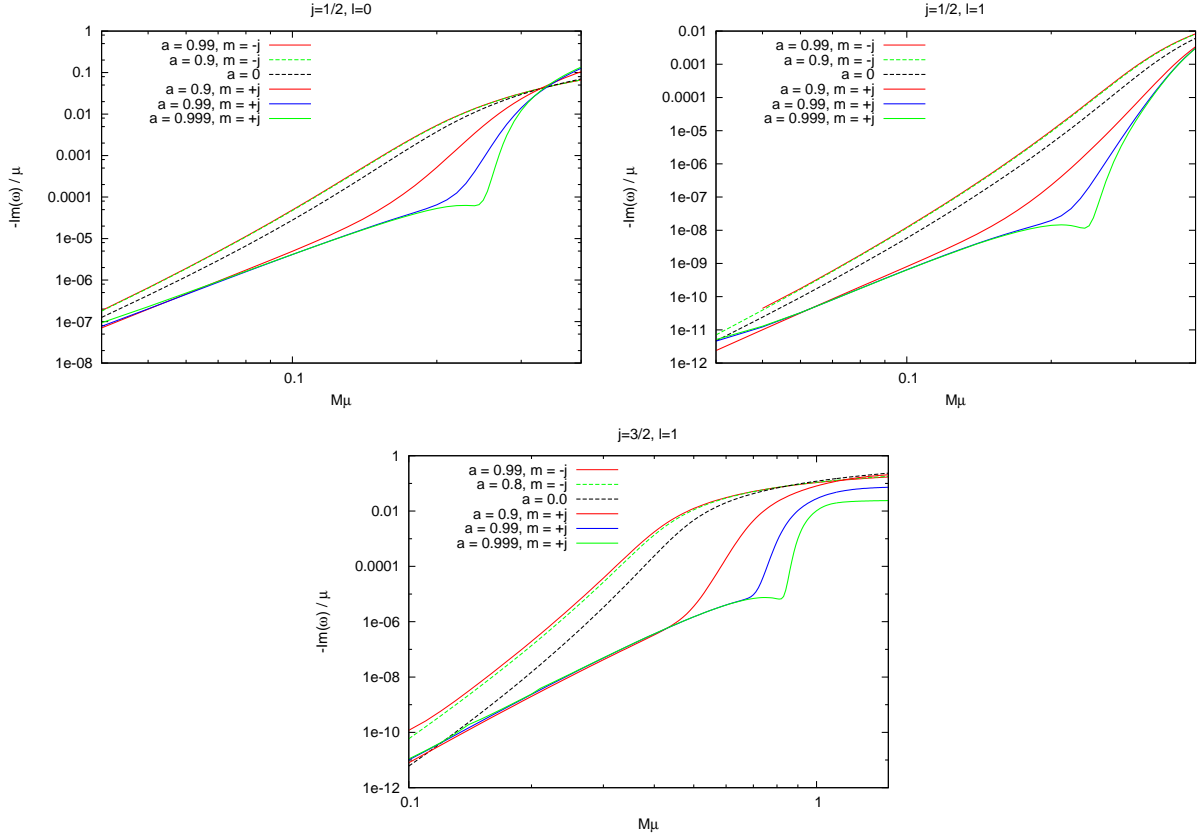 j=1/2, l=0
-Im(ω) / μ
1
0.1
0.01
0.001
0.0001
1e-05
1e-06
1e-07
1e-08
a = 0.99, m = -j
a = 0.9, m = -j
a = 0
a = 0.9, m = +j
a = 0.99, m = +j
a = 0.999, m = +j
0.1
Mμ
j=1/2, l=1
-Im(ω) / μ
0.01
0.001
0.0001
1e-05
1e-06
1e-07
1e-08
1e-09
1e-10
1e-11
1e-12
a = 0.99, m = -j
a = 0.9, m = -j
a = 0
a = 0.9, m = +j
a = 0.99, m = +j
a = 0.999, m = +j
0.1
Mμ
j=3/2, l=1
-Im(ω) / μ
1
0.01
0.0001
1e-06
1e-08
1e-10
1e-12
a = 0.99, m = -j
a = 0.8, m = -j
a = 0.0
a = 0.9, m = +j
a = 0.99, m = +j
a = 0.999, m = +j
0.1
1
Mμ